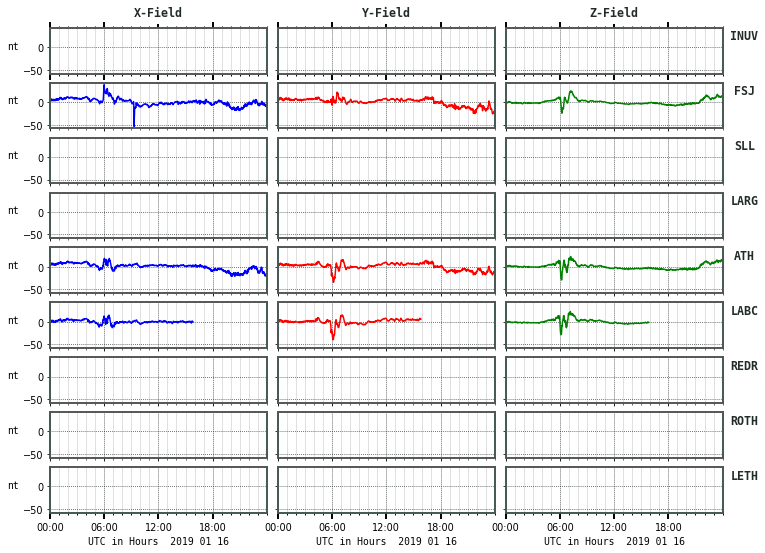 X-Field Y-Field Z-Field
nt 0 −50 INUV
nt 0 −50 FSJ
nt 0 −50 SLL
nt 0 −50 LARG
nt 0 −50 ATH
nt 0 −50 LABC
nt 0 −50 REDR
nt 0 −50 ROTH
nt 0 −50 LETH
00:00 06:00 12:00 18:00 00:00 06:00 12:00 18:00 00:00 06:00 12:00 18:00
UTC in Hours 2019 01 16 UTC in Hours 2019 01 16 UTC in Hours 2019 01 16